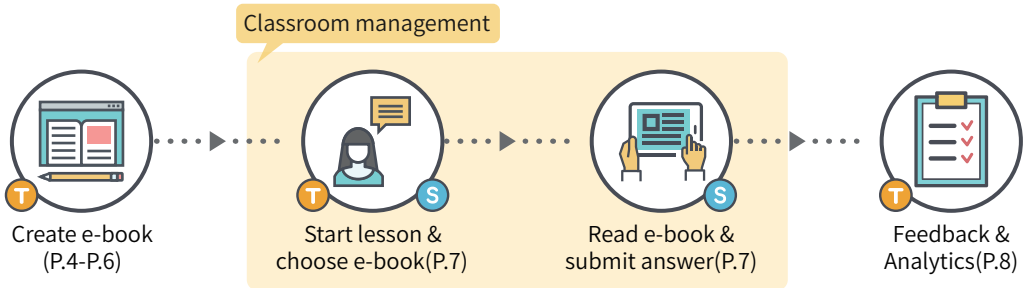 Classroom management
T
Create e-book
(P.4-P.6)
T
S
Start lesson &
choose e-book(P.7)
S
Read e-book &
submit answer(P.7)
T
Feedback &
Analytics(P.8)